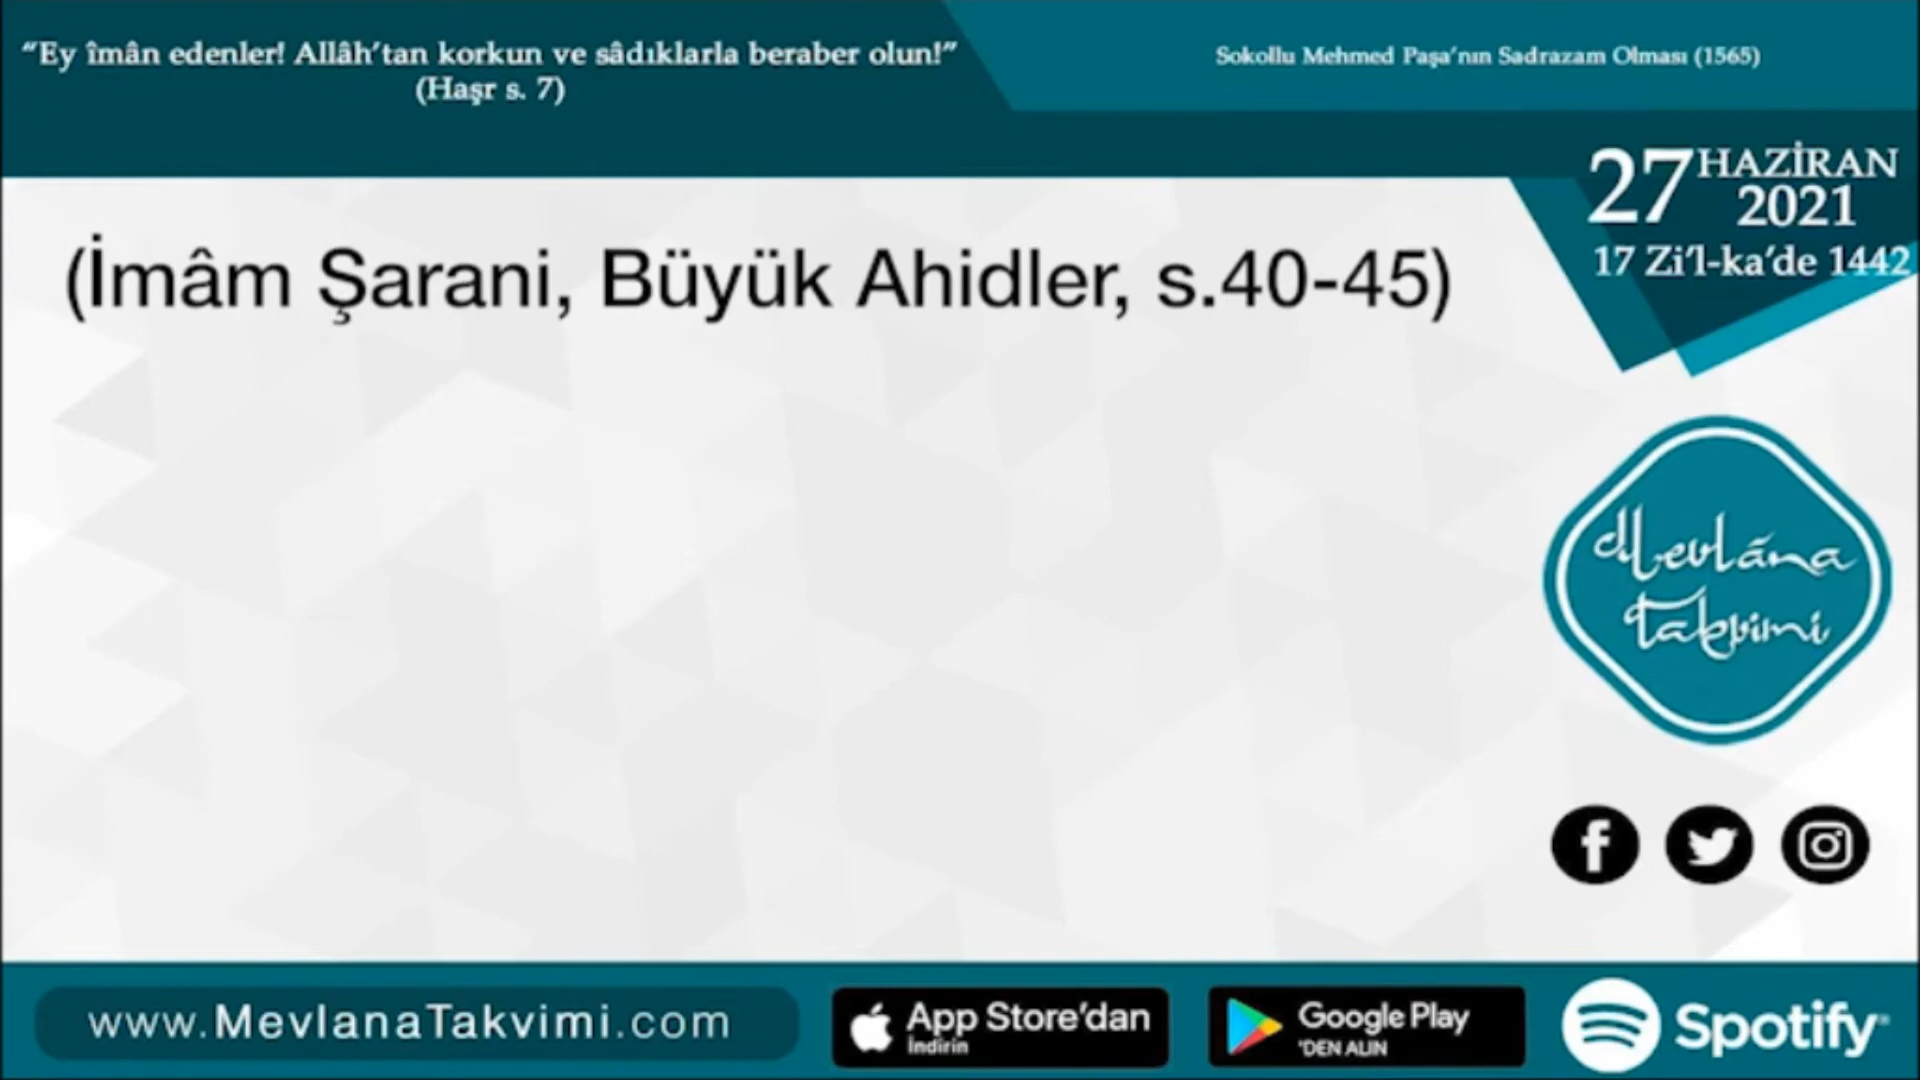 “Ey îmân edenler! Allâh’tan korkun ve sâdıklarla beraber olun!”
(Haşr s. 7)
Sokollu Mehmed Paşa’nın Sadrazam Olması (1565)
27 HAZİRAN
2021
17 Zi’l-ka’de 1442
(İmâm Şarani, Büyük Ahidler, s.40-45)
Mevlâna
takvimi
www.MevlanaTakvimi.com
App Store’dan
İndirin
Google Play
’DEN ALIN
Spotify